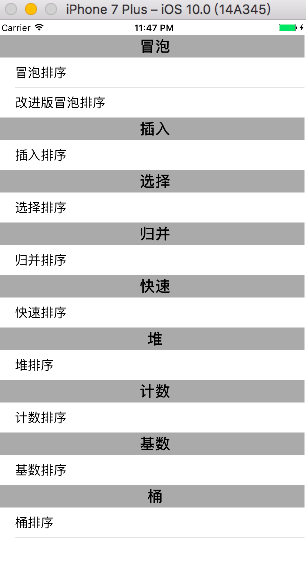 iPhone 7 Plus – iOS 10.0 (14A345)
Carrier 11:47 PM
冒泡
冒泡排序
改进版冒泡排序
插入
插入排序
选择
选择排序
归并
归并排序
快速
快速排序
堆
堆排序
计数
计数排序
基数
基数排序
桶
桶排序